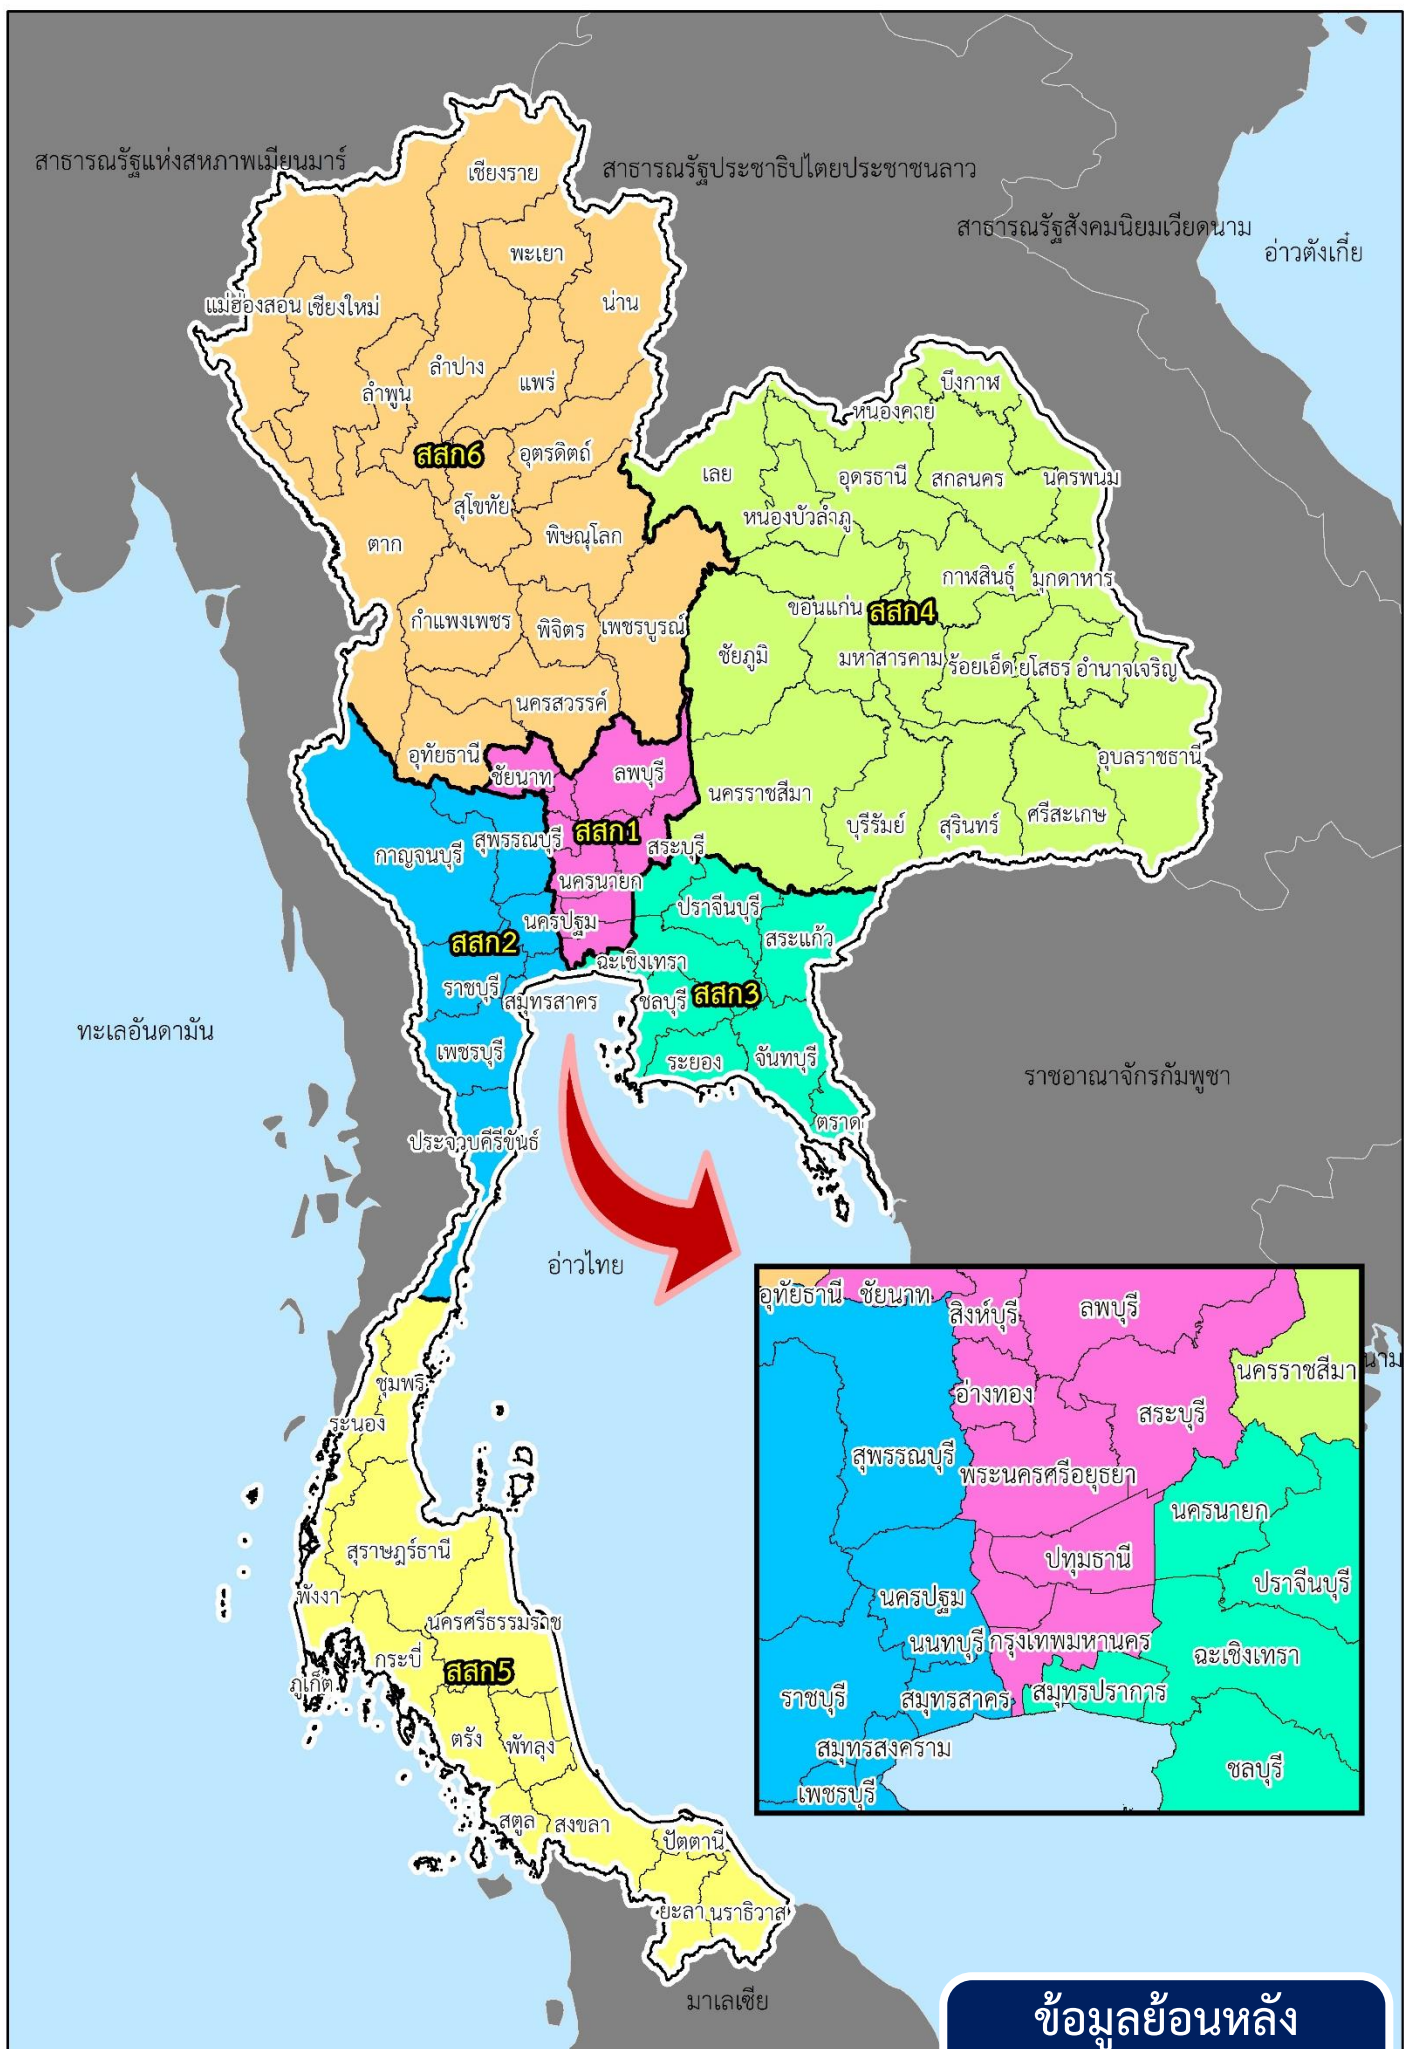 สาธารณรัฐแห่งสหภาพเมียนมาร์
สาธารณรัฐประชาธิปไตยประชาชนลาว
สาธารณรัฐสังคมนิยมเวียดนาม
อ่าวตังเกี๋ย
เชียงราย
พะเยา
น่าน
แม่ฮ่องสอน
เชียงใหม่
ลำปาง
ลำพูน
แพร่
สสก6
อุตรดิตถ์
สุโขทัย
พิษณุโลก
ตาก
กำแพงเพชร
พิจิตร
เพชรบูรณ์
นครสวรรค์
อุทัยธานี
บึงกาฬ
หนองคาย
เลย
อุดรธานี
สกลนคร
นครพนม
หนองบัวลำภู
กาฬสินธุ์
มุกดาหาร
ขอนแก่น
สสก4
ชัยภูมิ
มหาสารคาม
ร้อยเอ็ด
ยโสธร
อำนาจเจริญ
อุบลราชธานี
นครราชสีมา
บุรีรัมย์
สุรินทร์
ศรีสะเกษ
ชัยนาท
ลพบุรี
สสก1
สระบุรี
นครนายก
กาญจนบุรี
สุพรรณบุรี
นครปฐม
สสก2
ราชบุรี
สมุทรสาคร
เพชรบุรี
ประจวบคีรีขันธ์
ปราจีนบุรี
สระแก้ว
ฉะเชิงเทรา
ชลบุรี
สสก3
ระยอง
จันทบุรี
ตราด
ทะเลอันดามัน
ราชอาณาจักรกัมพูชา
อ่าวไทย
ชุมพร
ระนอง
สุราษฎร์ธานี
พังงา
นครศรีธรรมราช
กระบี่
สสก5
ภูเก็ต
ตรัง
พัทลุง
สตูล
สงขลา
ปัตตานี
ยะลา
นราธิวาส
มาเลเซีย
อุทัยธานี
ชัยนาท
สิงห์บุรี
ลพบุรี
นครราชสีมา
นาม
อ่างทอง
สระบุรี
สุพรรณบุรี
พระนครศรีอยุธยา
นครนายก
ปทุมธานี
ปราจีนบุรี
นครปฐม
นนทบุรี
กรุงเทพมหานคร
ฉะเชิงเทรา
ราชบุรี
สมุทรสาคร
สมุทรปราการ
สมุทรสงคราม
ชลบุรี
เพชรบุรี
ข้อมูลย้อนหลัง